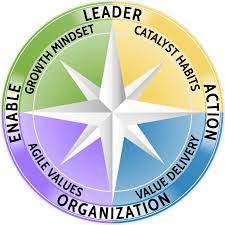 LEADER
GROWTH MINDSET
CATALYST HABITS
ENABLE
ACTION
AGILE VALUES
VALUE DELIVERY
ORGANIZATION